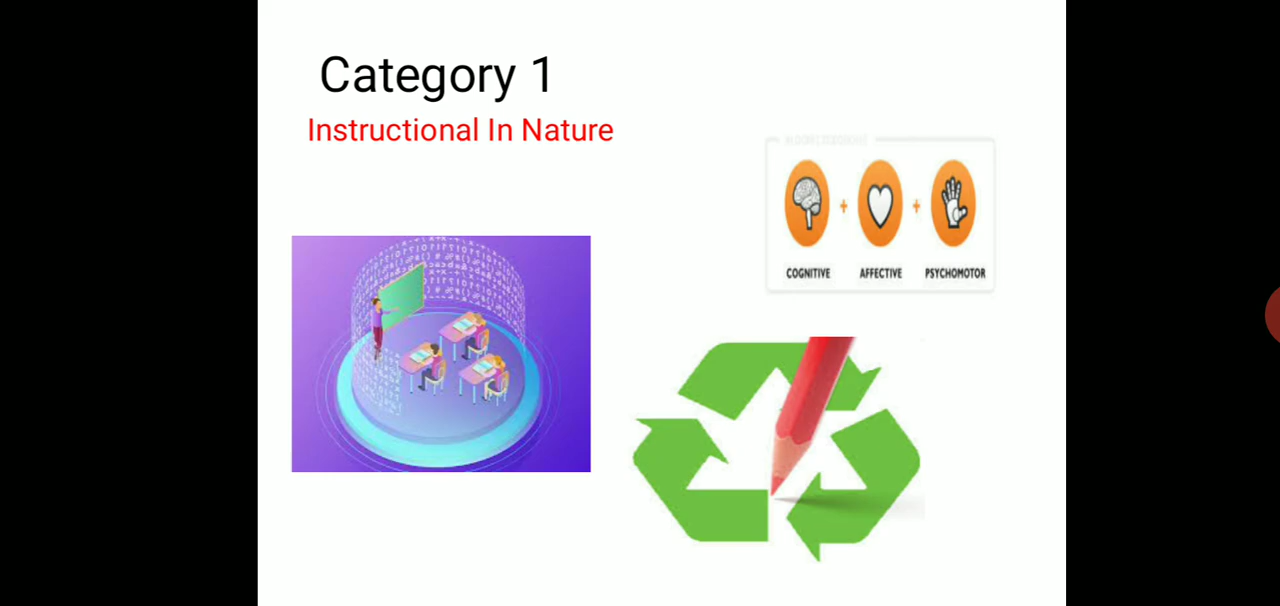 Category 1
Instructional In Nature
COGNITIVE
AFFECTIVE
PSYCHOMOTOR